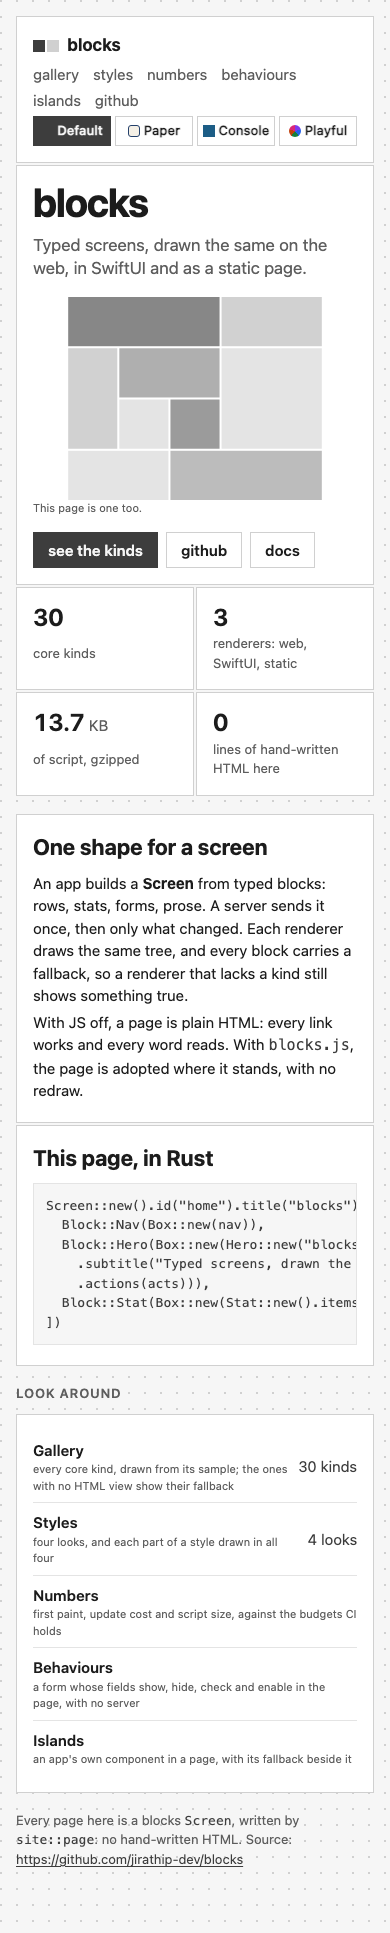 blocks
gallery styles numbers behaviours
islands github
Default Paper Console Playful
blocks
Typed screens, drawn the same on the
web, in SwiftUI and as a static page.
This page is one too.
see the kinds github docs
30
core kinds
3
renderers: web,
SwiftUI, static
13.7 KB
of script, gzipped
0
lines of hand-written
HTML here
One shape for a screen
An app builds a Screen from typed blocks:
rows, stats, forms, prose. A server sends it
once, then only what changed. Each renderer
draws the same tree, and every block carries a
fallback, so a renderer that lacks a kind still
shows something true.
With JS off, a page is plain HTML: every link
works and every word reads. With blocks.js,
the page is adopted where it stands, with no
redraw.
This page, in Rust
Screen::new().id("home").title("blocks")
Block::Nav(Box::new(nav)),
Block::Hero(Box::new(Hero::new("blocks
.subtitle("Typed screens, drawn the
.actions(acts))),
Block::Stat(Box::new(Stat::new().items
])
LOOK AROUND
Gallery
every core kind, drawn from its sample; the ones
with no HTML view show their fallback
30 kinds
Styles
four looks, and each part of a style drawn in all
four
4 looks
Numbers
first paint, update cost and script size, against the budgets CI
holds
Behaviours
a form whose fields show, hide, check and enable in the
page, with no server
Islands
an app's own component in a page, with its fallback beside it
Every page here is a blocks Screen, written by
site::page: no hand-written HTML. Source:
https://github.com/jirathip-dev/blocks